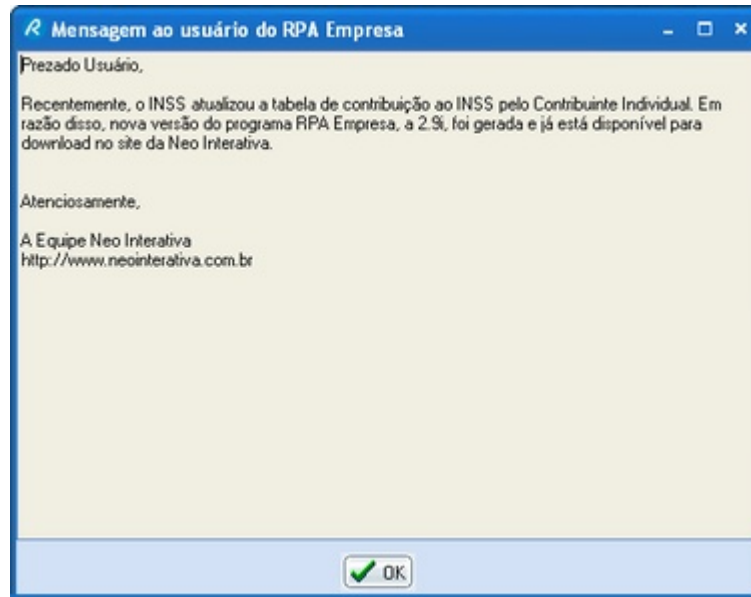 Mensagem ao usuário do RPA Empresa
Prezado Usuário,
Recentemente, o INSS atualizou a tabela de contribuição ao INSS pelo Contribuinte Individual. Em
razão disso, nova versão do programa RPA Empresa, a 2.9i, foi gerada e já está disponível para
download no site da Neo Interativa.
Atenciosamente,
A Equipe Neo Interativa
http://www.neointerativa.com.br
OK